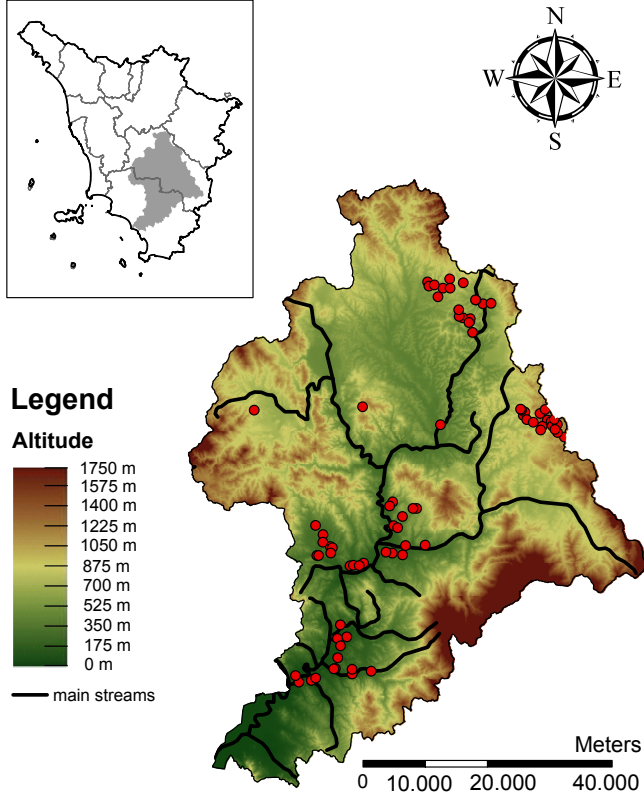 N
W E
S
Legend
Altitude
1750 m
1575 m
1400 m
1225 m
1050 m
875 m
700 m
525 m
350 m
175 m
0 m
main streams
Meters
0 10.000 20.000 40.000